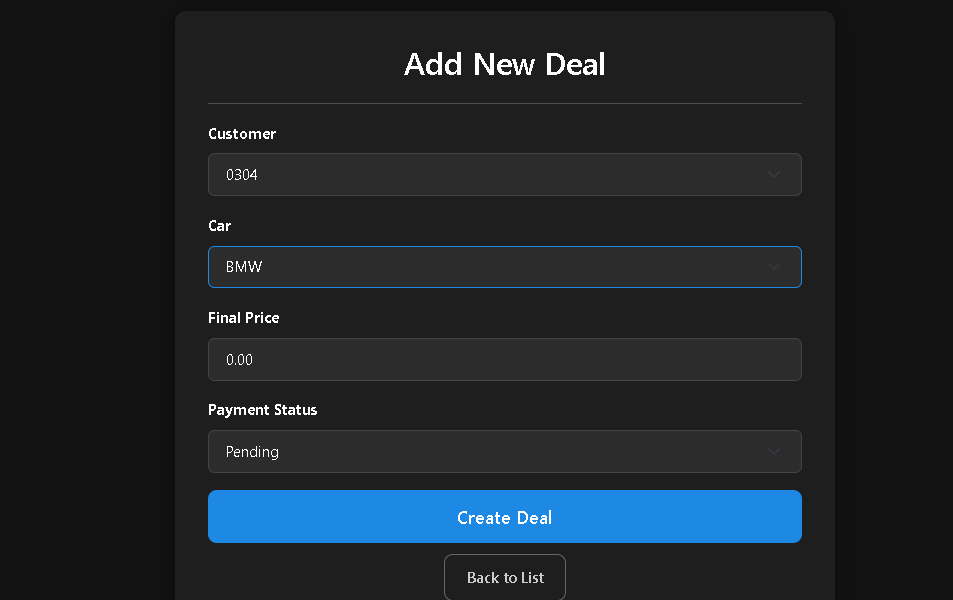 Add New Deal
Customer
0304
Car
BMW
Final Price
0.00
Payment Status
Pending
Create Deal
Back to List